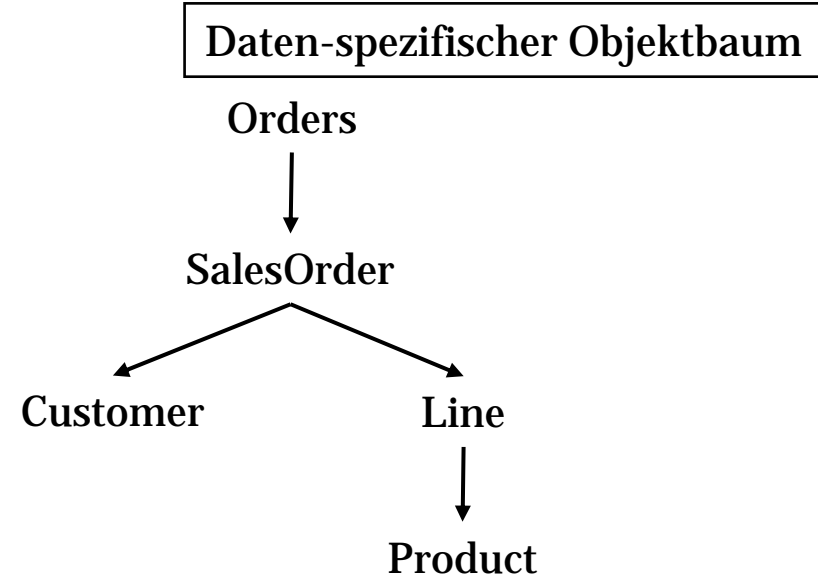 Daten-spezifischer Objektbaum
Orders
SalesOrder
Customer
Line
Product